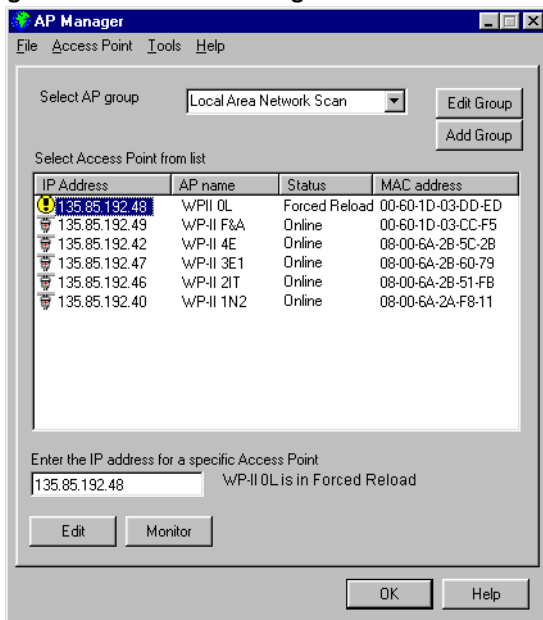 AP Manager
File Access Point Tools Help
Select AP group Local Area Network Scan Edit Group
Add Group
Select Access Point from list
IP Address AP name Status MAC address
135.85.192.48 WPII 0L Forced Reload 00-60-1D-03-DD-ED
135.85.192.49 WP-II F&A Online 00-60-1D-03-CC-F5
135.85.192.42 WP-II 4E Online 08-00-6A-2B-5C-2B
135.85.192.47 WP-II 3E1 Online 08-00-6A-2B-60-79
135.85.192.46 WP-II 2IT Online 08-00-6A-2B-51-FB
135.85.192.40 WP-II 1N2 Online 08-00-6A-2A-F8-11
Enter the IP address for a specific Access Point
135.85.192.48 WP-II 0L is in Forced Reload
Edit Monitor
OK Help